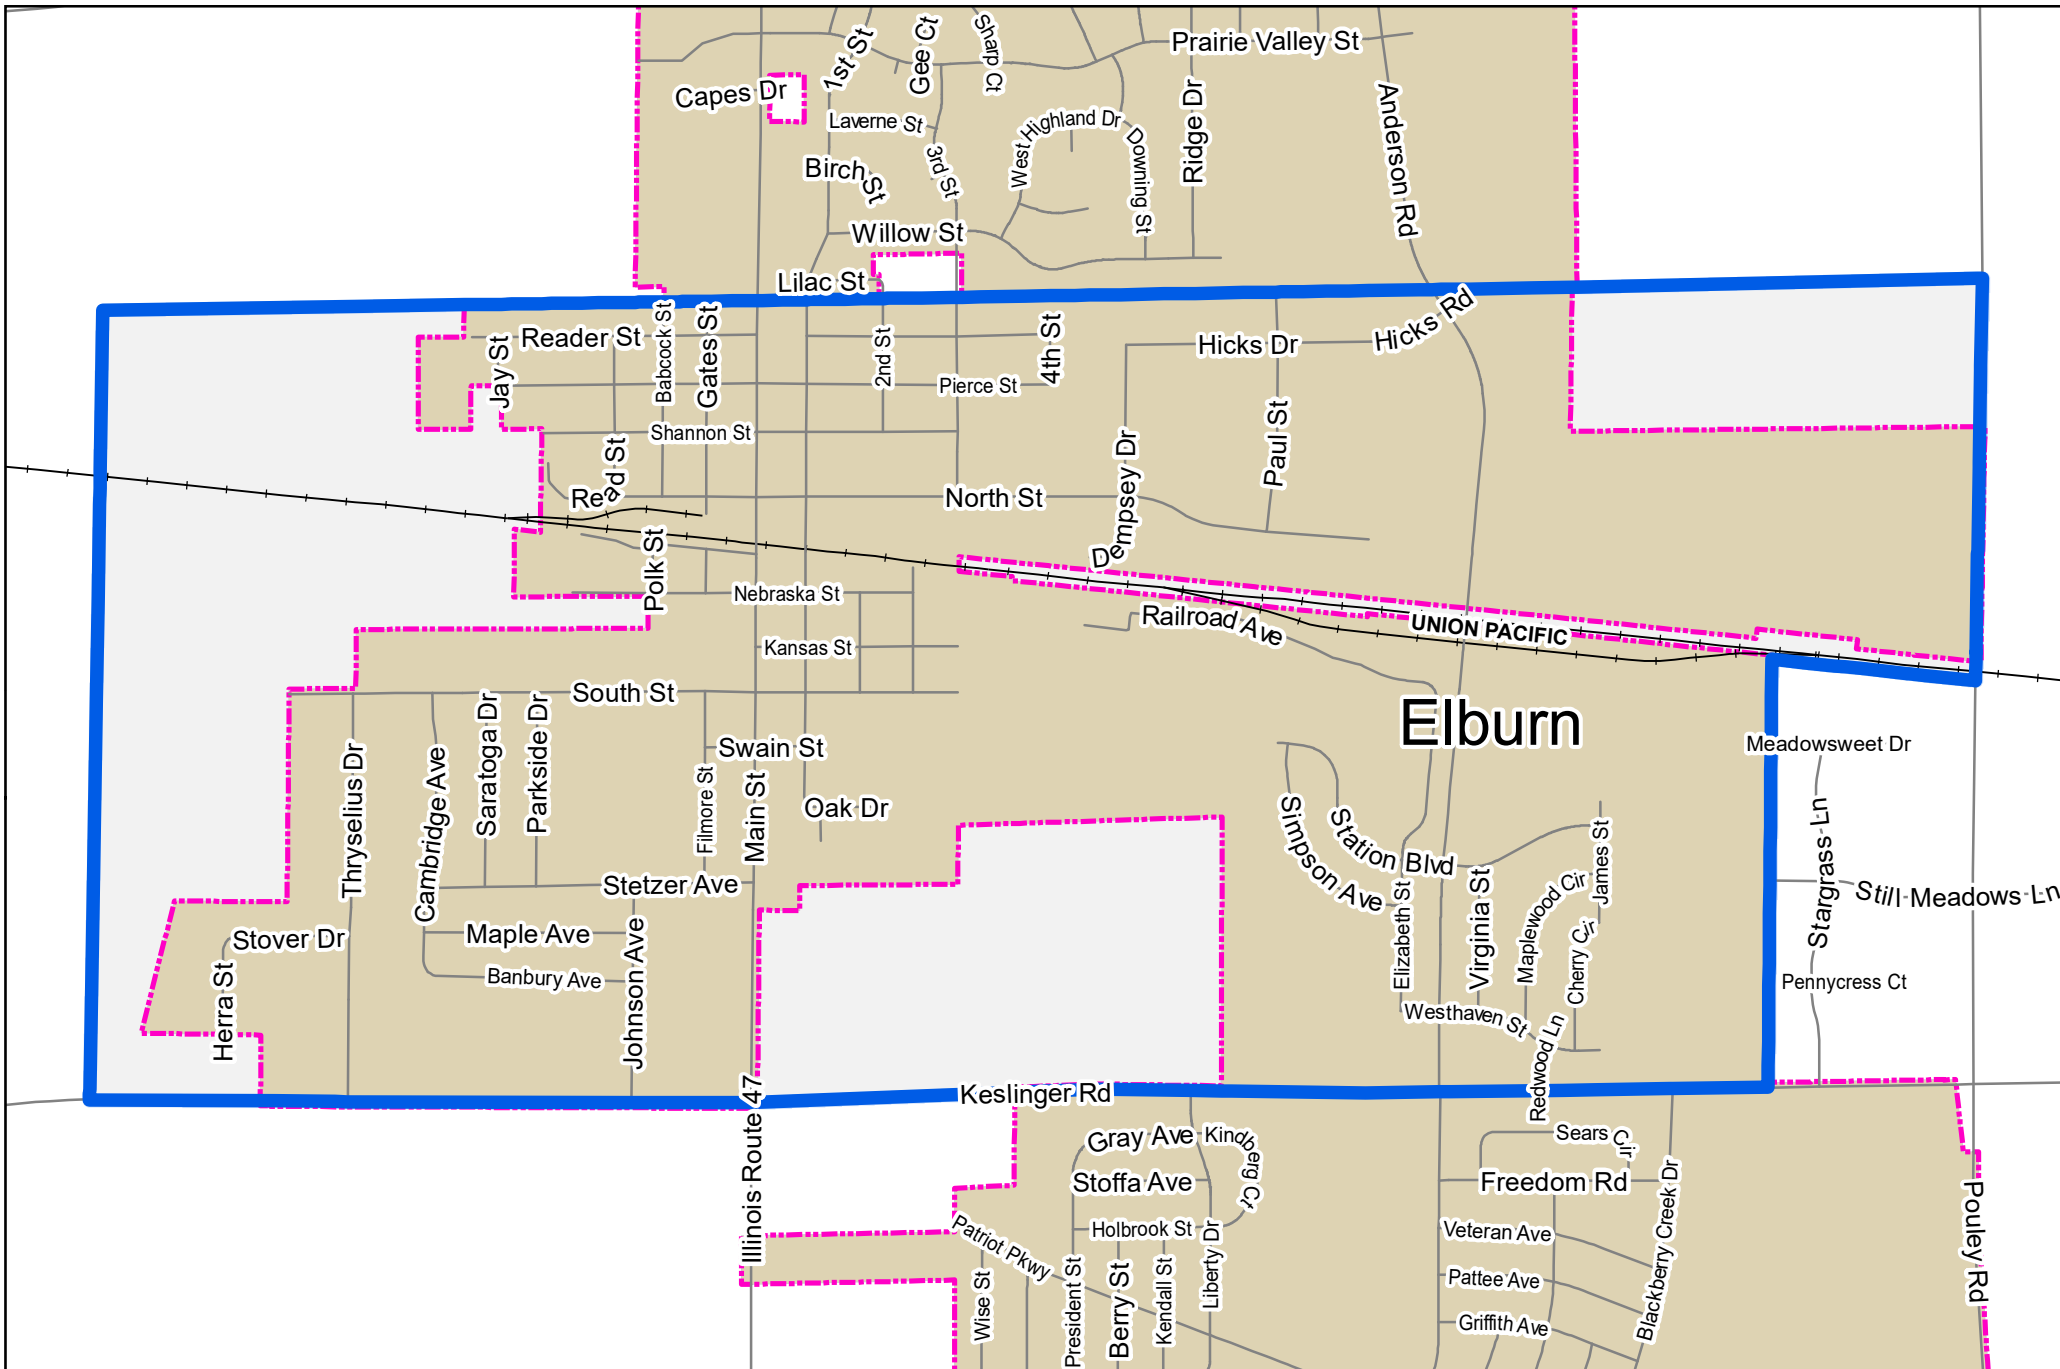 Prairie Valley St
1st St
Gee Ct
Sharp Ct
Capes Dr
Laverne St
West Highland Dr
Downing St
Ridge Dr
Anderson Rd
Birch St
3rd St
Willow St
Lilac St
Hicks Rd
Reader St
Jay St
Babcock St
Gates St
2nd St
4th St
Hicks Dr
Pierce St
Shannon St
Paul St
Dempsey Dr
Read St
North St
Polk St
Nebraska St
Railroad Ave
UNION PACIFIC
Kansas St
South St
Elburn
Saratoga Dr
Parkside Dr
Swain St
Meadowsweet Dr
Thryselius Dr
Cambridge Ave
Filmore St
Main St
Oak Dr
Simpson Ave
Station Blvd
James St
Stargrass Ln
Stetzer Ave
Elizabeth St
Virginia St
Maplewood Cir
Cherry Cir
Still Meadows Ln
Stover Dr
Maple Ave
Banbury Ave
Johnson Ave
Herra St
Pennycress Ct
Westhaven St
Redwood Ln
Keslinger Rd
Illinois Route 47
Gray Ave
Kindberg Ct
Sears Cir
Stoffa Ave
Freedom Rd
Patriot Pkwy
Holbrook St
Liberty Dr
Veteran Ave
Blackberry Creek Dr
Pouley Rd
Wise St
President St
Berry St
Kendall St
Pattee Ave
Griffith Ave